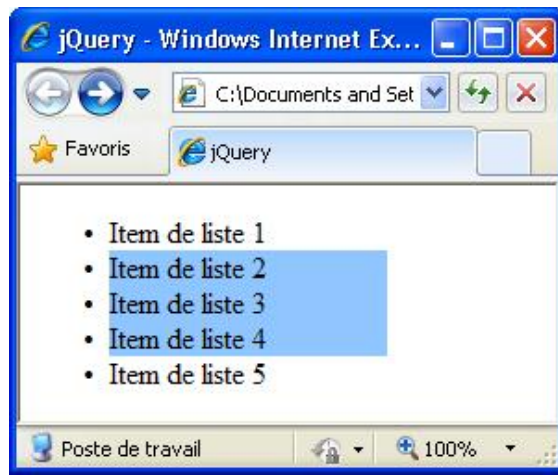 jQuery - Windows Internet Ex...
C:\Documents and Set
Favoris
jQuery
• Item de liste 1
• Item de liste 2
• Item de liste 3
• Item de liste 4
• Item de liste 5
Poste de travail
100%